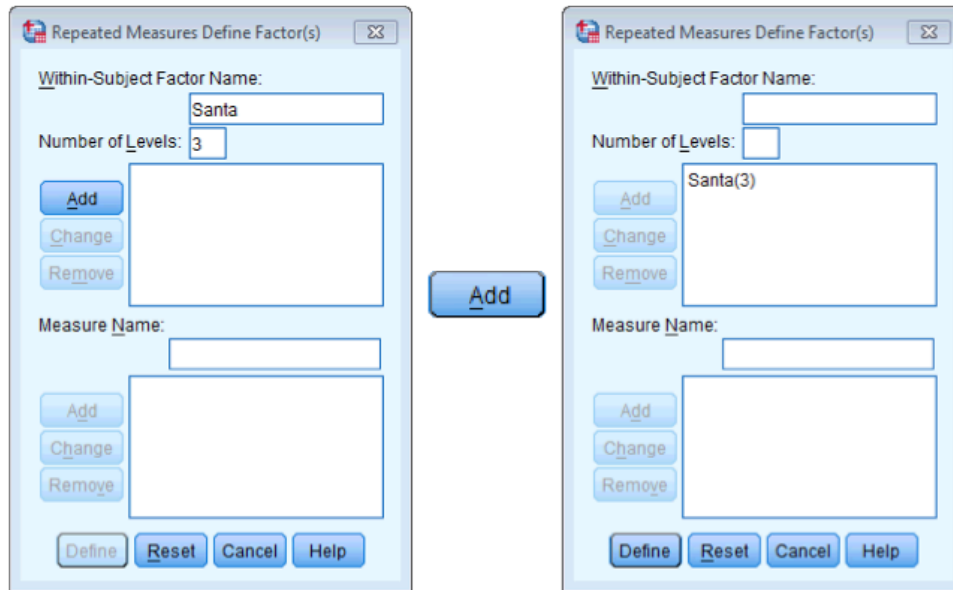 Repeated Measures Define Factor(s)
Within-Subject Factor Name:
Santa
Number of Levels: 3
Add
Change
Remove
Measure Name:
Add
Change
Remove
Define Reset Cancel Help
Add
Repeated Measures Define Factor(s)
Within-Subject Factor Name:
Number of Levels:
Santa(3)
Add
Change
Remove
Measure Name:
Add
Change
Remove
Define Reset Cancel Help